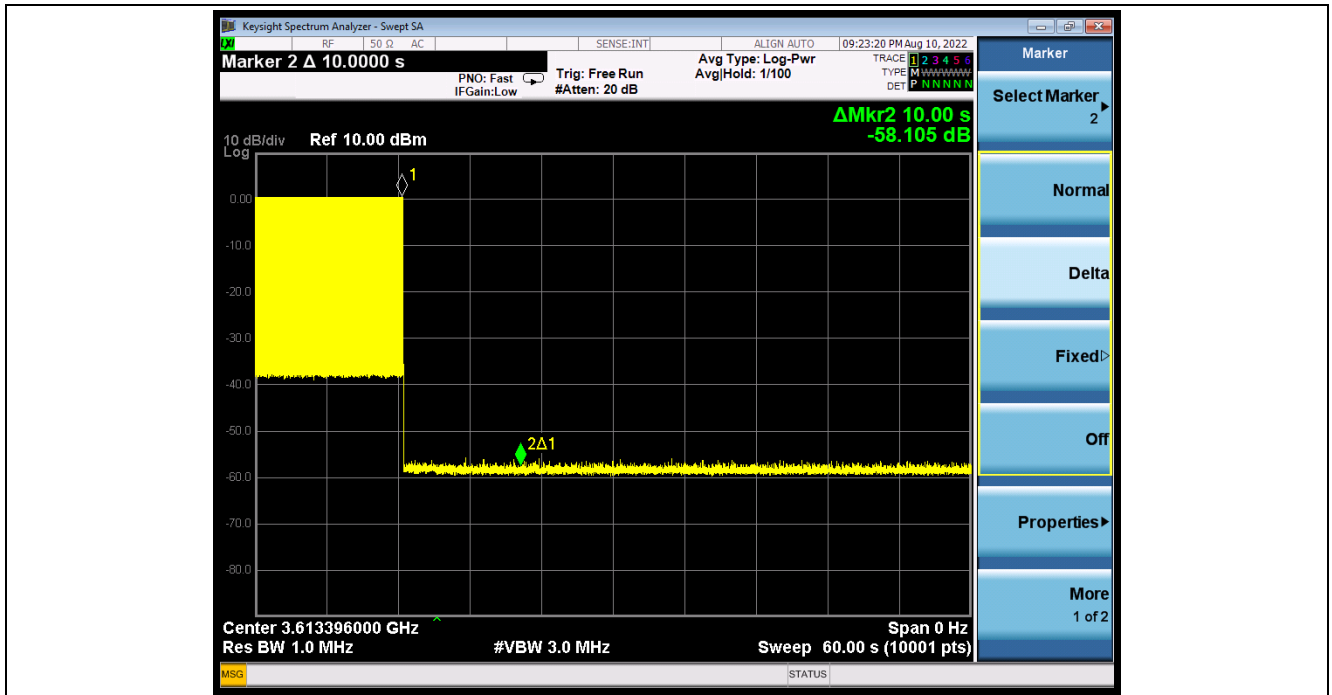 Keysight Spectrum Analyzer - Swept SA
LXI RF 50 Ω AC SENSE:INT ALIGN AUTO 09:23:20 PM Aug 10, 2022
Marker 2 Δ 10.0000 s
PNO: Fast
IFGain:Low
Trig: Free Run
#Atten: 20 dB
Avg Type: Log-Pwr
Avg|Hold: 1/100
TRACE 1 2 3 4 5 6
TYPE M WWWWW
DET P N N N N N
ΔMkr2 10.00 s
-58.105 dB
10 dB/div Ref 10.00 dBm
Log
1
0.00
-10.0
-20.0
-30.0
-40.0
-50.0
2Δ1
-60.0
-70.0
-80.0
Center 3.613396000 GHz Span 0 Hz
Res BW 1.0 MHz #VBW 3.0 MHz Sweep 60.00 s (10001 pts)
MSG STATUS
Marker
Select Marker
2
Normal
Delta
Fixed
Off
Properties
More
1 of 2